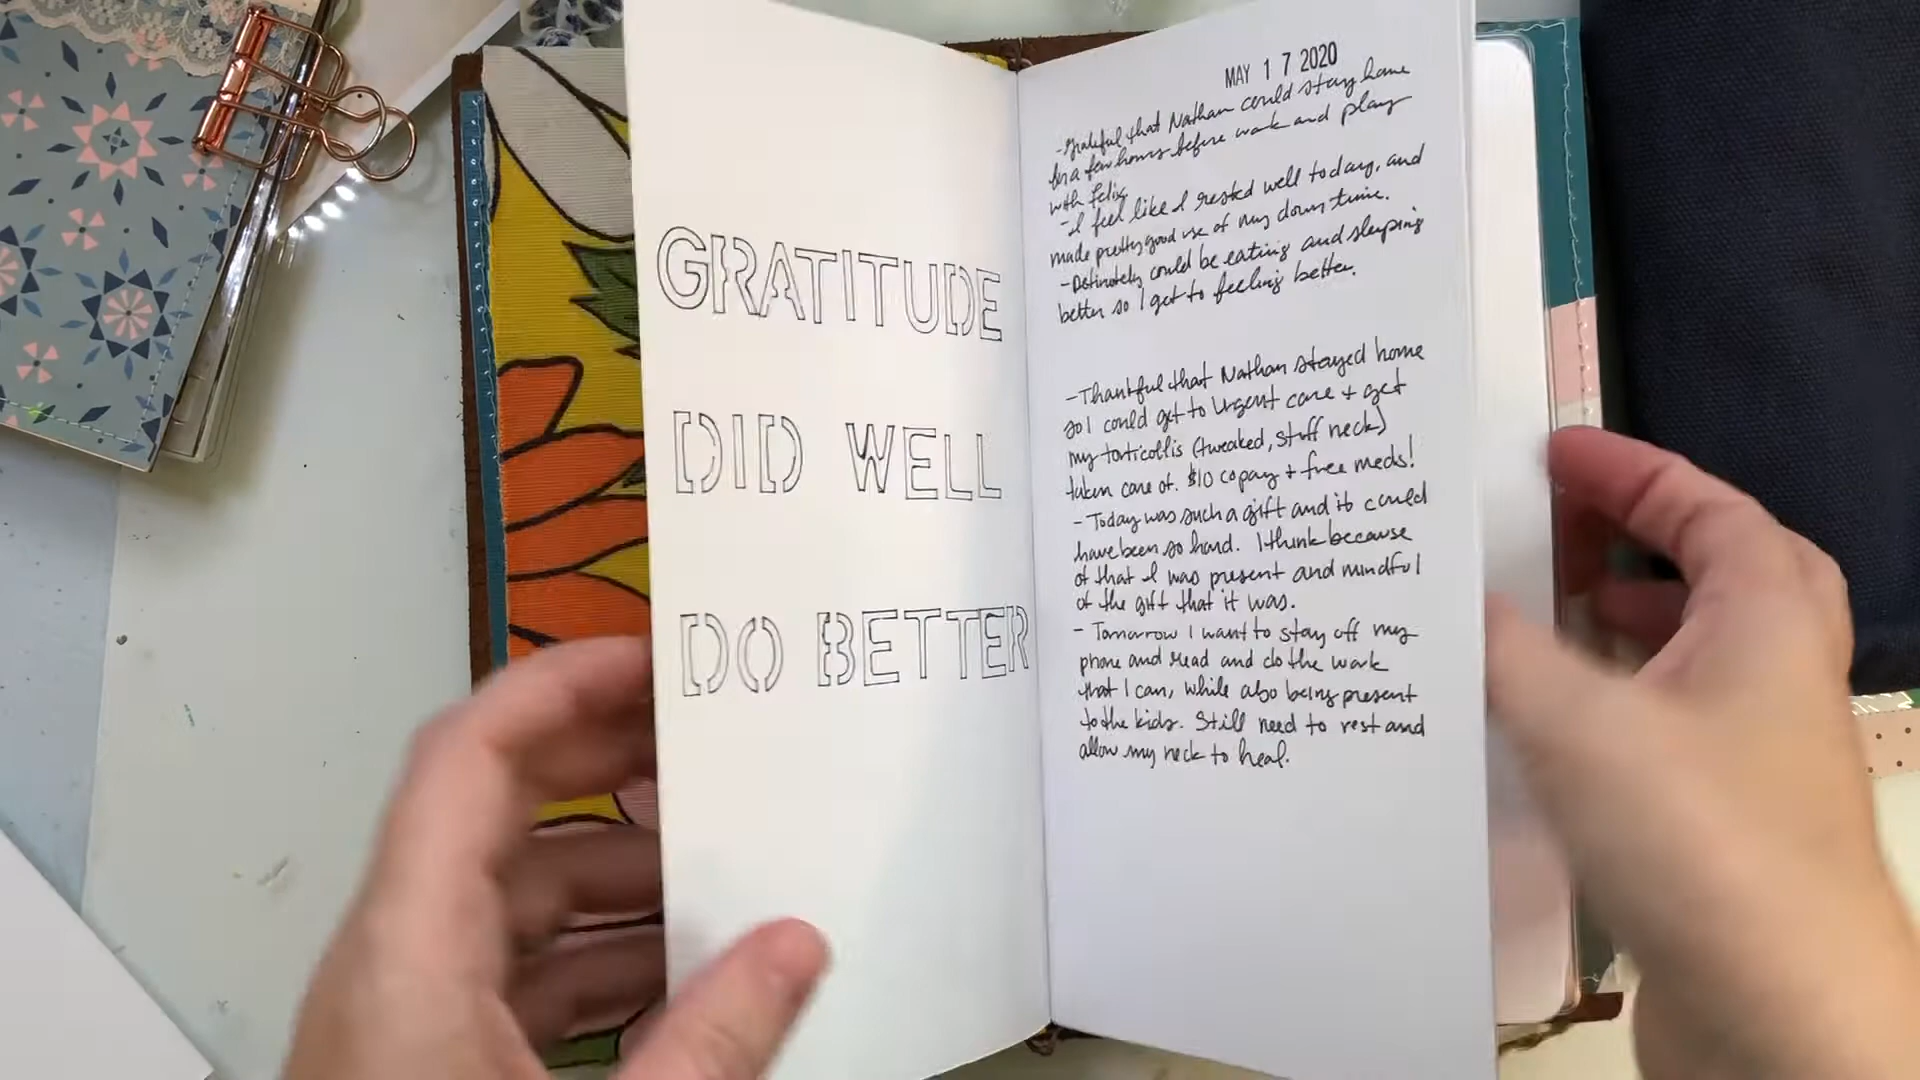 GRATITUDE
DID WELL
DO BETTER
MAY 17 2020
- Grateful that Nathan could stay home
for a few hours before work and play
with Felix
- I feel like I rested well today, and
made pretty good use of my down time.
- Definitely could be eating and sleeping
better so I get to feeling better.
- Thankful that Nathan stayed home
so I could get to Urgent care + get
my torticollis (tweaked, stiff neck)
taken care of. $10 copay + free meds!
- Today was such a gift and it could
have been so hard. I think because
of that I was present and mindful
of the gift that it was.
- Tomorrow I want to stay off my
phone and read and do the work
that I can, while also being present
to the kids. Still need to rest and
allow my neck to heal.